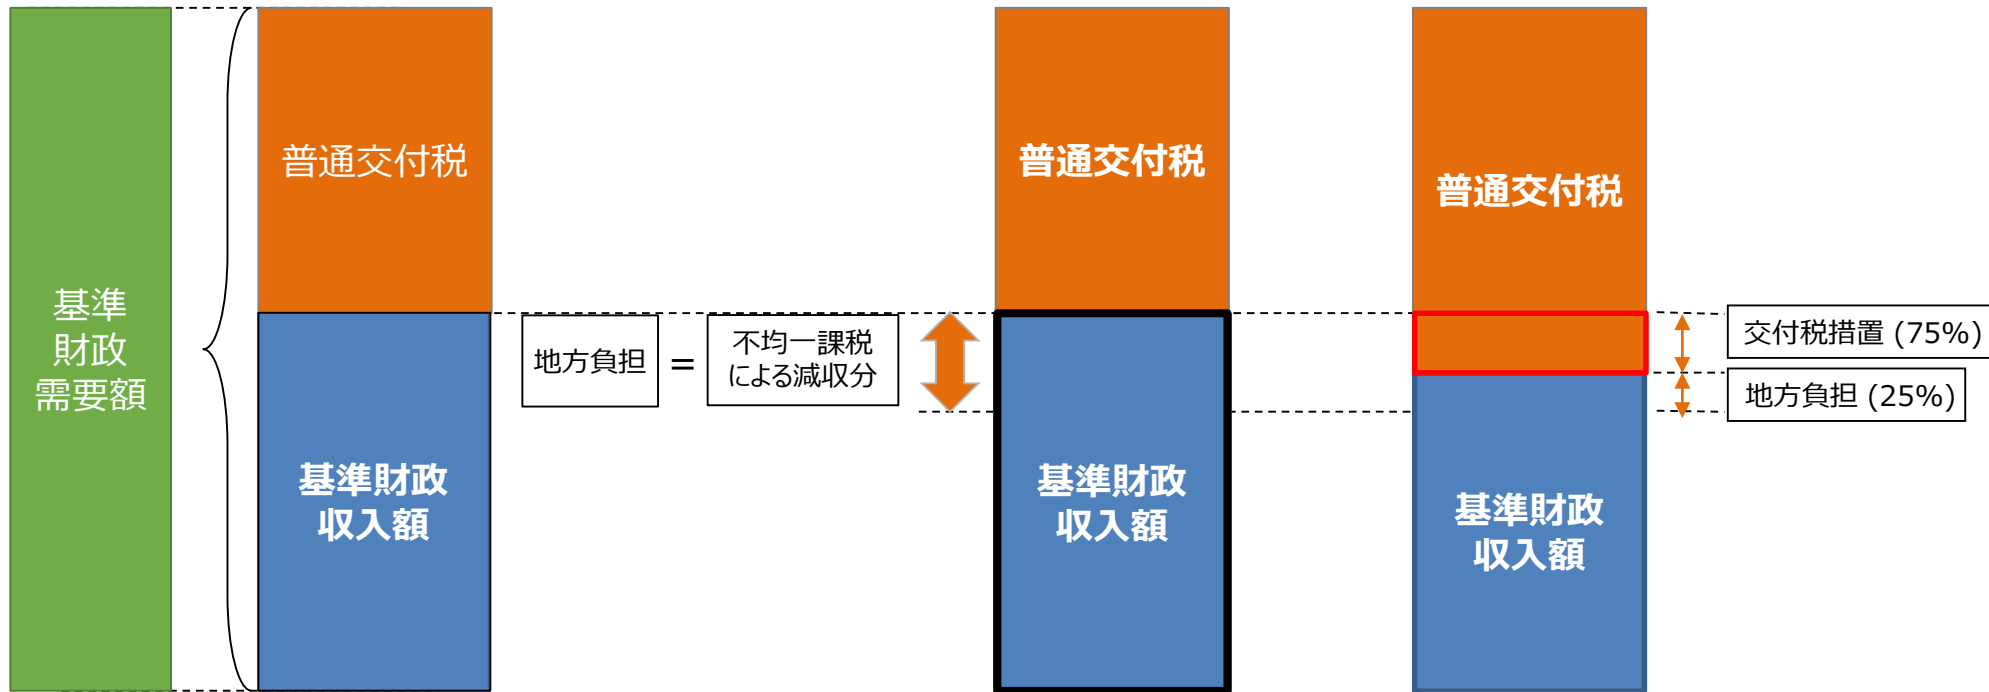 基準
財政
需要額
普通交付税
基準財政
収入額
地方負担
=
不均一課税
による減収分
普通交付税
基準財政
収入額
普通交付税
基準財政
収入額
交付税措置 (75%)
地方負担 (25%)